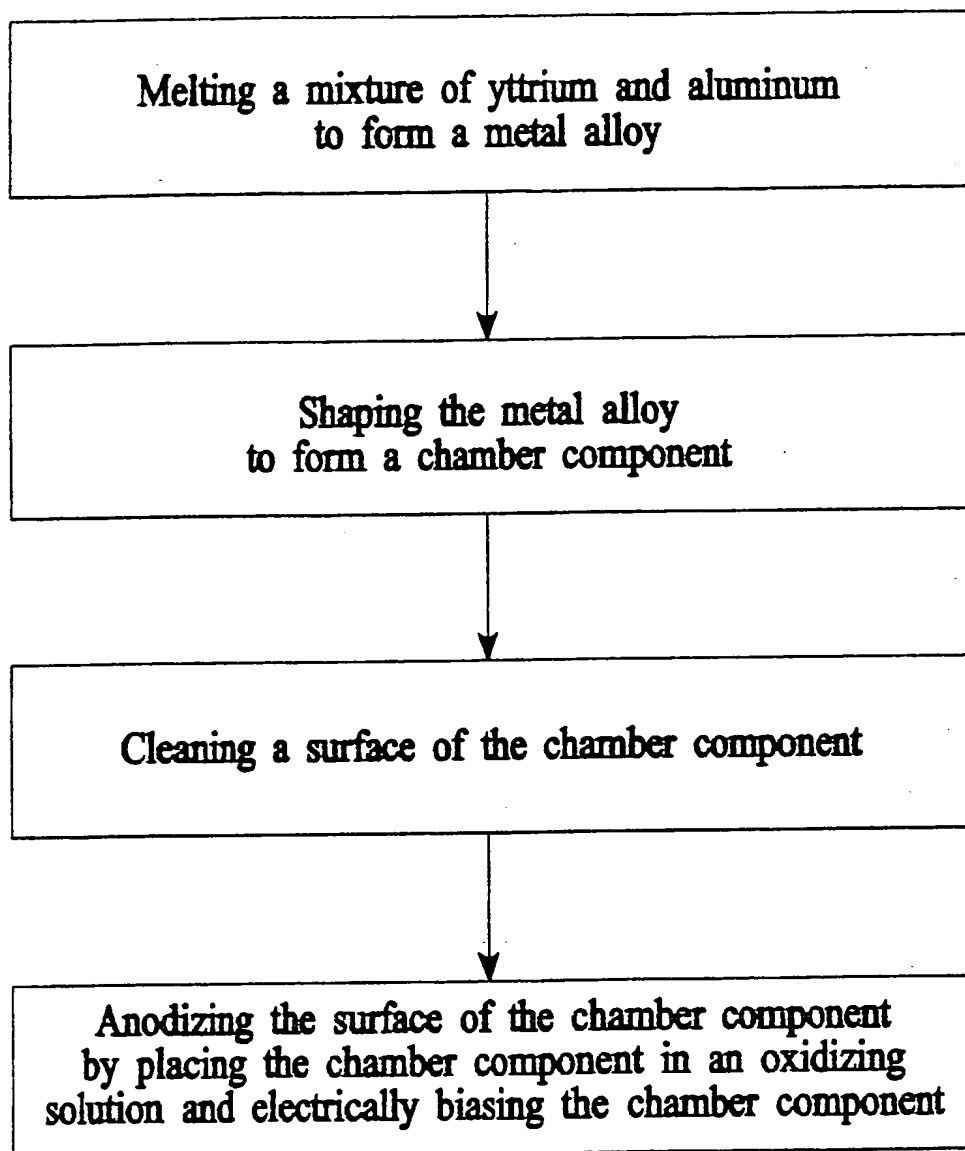 Melting a mixture of yttrium and aluminum
to form a metal alloy
Shaping the metal alloy
to form a chamber component
Cleaning a surface of the chamber component
Anodizing the surface of the chamber component
by placing the chamber component in an oxidizing
solution and electrically biasing the chamber component